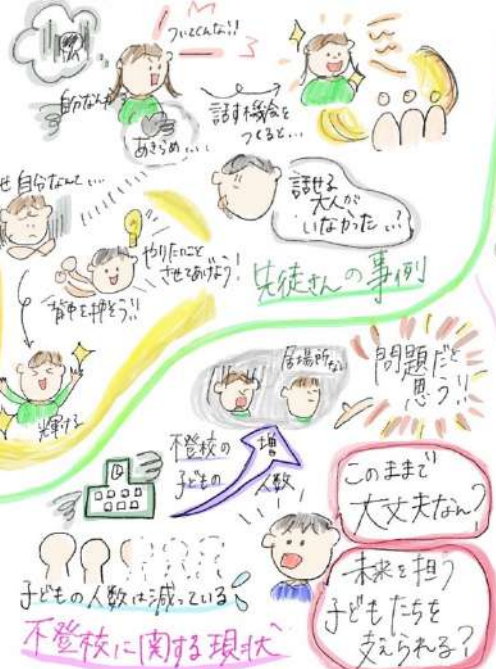 ついてくんな!!
自分なんか
あきらめ...
話す機会を
つくると...
せ自分なんて...
話せる
大人が
いなかった...?
やりたいこと
させてあげよう!
背中を押そう!!
生徒さんの事例
輝ける
居場所なし
問題だと
思う!!
不登校の
子どもの
増
人数
このままで
大丈夫なん?
子どもの人数は減っている
未来を担う
子どもたちを
支えられる?
不登校に関する現状